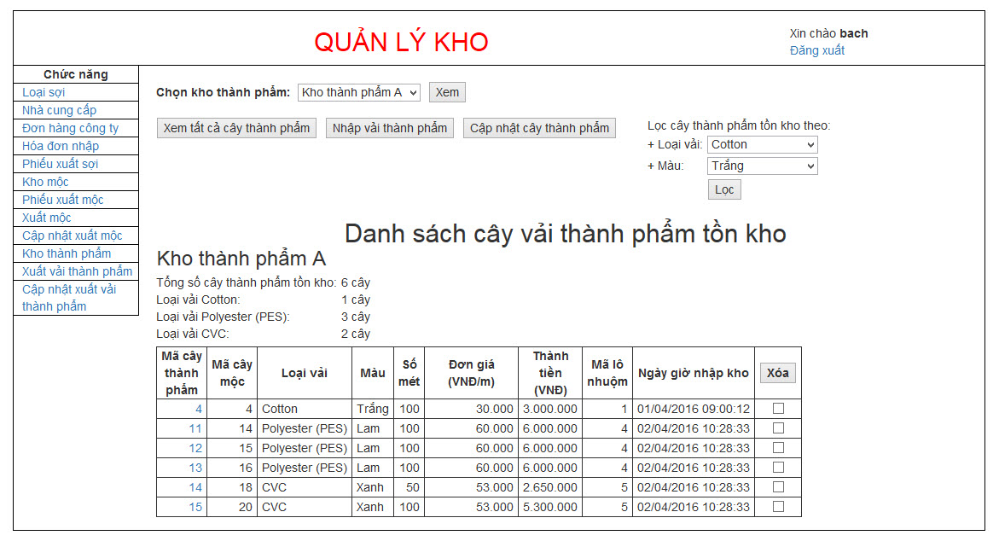 QUẢN LÝ KHO
Xin chào bach
Đăng xuất
Chức năng
Loại sợi
Nhà cung cấp
Đơn hàng công ty
Hóa đơn nhập
Phiếu xuất sợi
Kho mộc
Phiếu xuất mộc
Xuất mộc
Cập nhật xuất mộc
Kho thành phẩm
Xuất vải thành phẩm
Cập nhật xuất vải
thành phẩm
Chọn kho thành phẩm: Kho thành phẩm A Xem
Xem tất cả cây thành phẩm Nhập vải thành phẩm Cập nhật cây thành phẩm
Lọc cây thành phẩm tồn kho theo:
+ Loại vải: Cotton
+ Màu: Trắng
Lọc
Danh sách cây vải thành phẩm tồn kho
Kho thành phẩm A
Tổng số cây thành phẩm tồn kho: 6 cây
Loại vải Cotton: 1 cây
Loại vải Polyester (PES): 3 cây
Loại vải CVC: 2 cây
Mã cây thành phẩm Mã cây mộc Loại vải Màu Số mét Đơn giá (VNĐ/m) Thành tiền (VNĐ) Mã lô nhuộm Ngày giờ nhập kho Xóa
4 4 Cotton Trắng 100 30.000 3.000.000 1 01/04/2016 09:00:12
11 14 Polyester (PES) Lam 100 60.000 6.000.000 4 02/04/2016 10:28:33
12 15 Polyester (PES) Lam 100 60.000 6.000.000 4 02/04/2016 10:28:33
13 16 Polyester (PES) Lam 100 60.000 6.000.000 4 02/04/2016 10:28:33
14 18 CVC Xanh 50 53.000 2.650.000 5 02/04/2016 10:28:33
15 20 CVC Xanh 100 53.000 5.300.000 5 02/04/2016 10:28:33